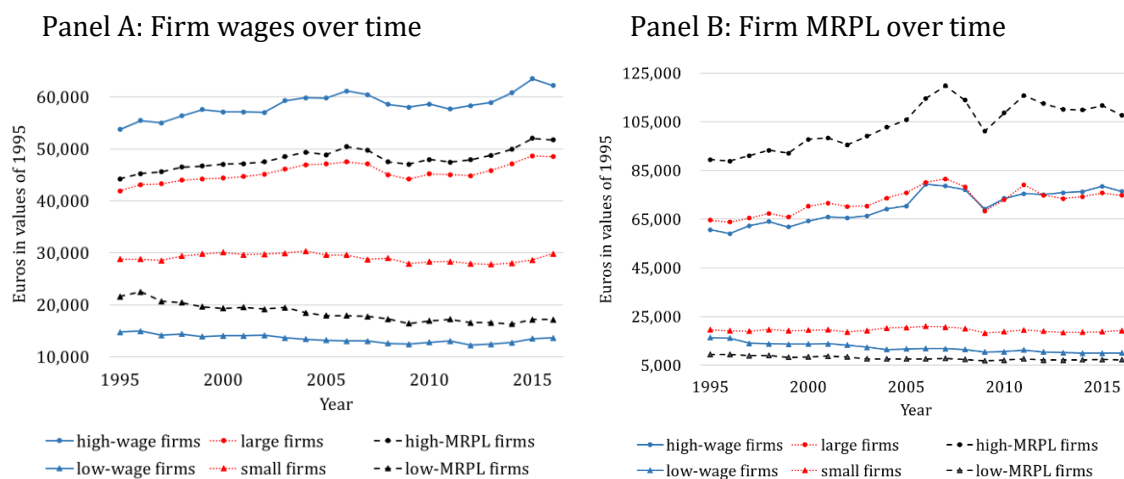 Panel A: Firm wages over time
Euros in values of 1995
60,000
50,000
40,000
30,000
20,000
10,000
1995
2000
2005
2010
2015
Year
high-wage firms
large firms
high-MRPL firms
low-wage firms
small firms
low-MRPL firms
Panel B: Firm MRPL over time
Euros in values of 1995
125,000
105,000
85,000
65,000
45,000
25,000
5,000
1995
2000
2005
2010
2015
Year
high-wage firms
large firms
high-MRPL firms
low-wage firms
small firms
low-MRPL firms